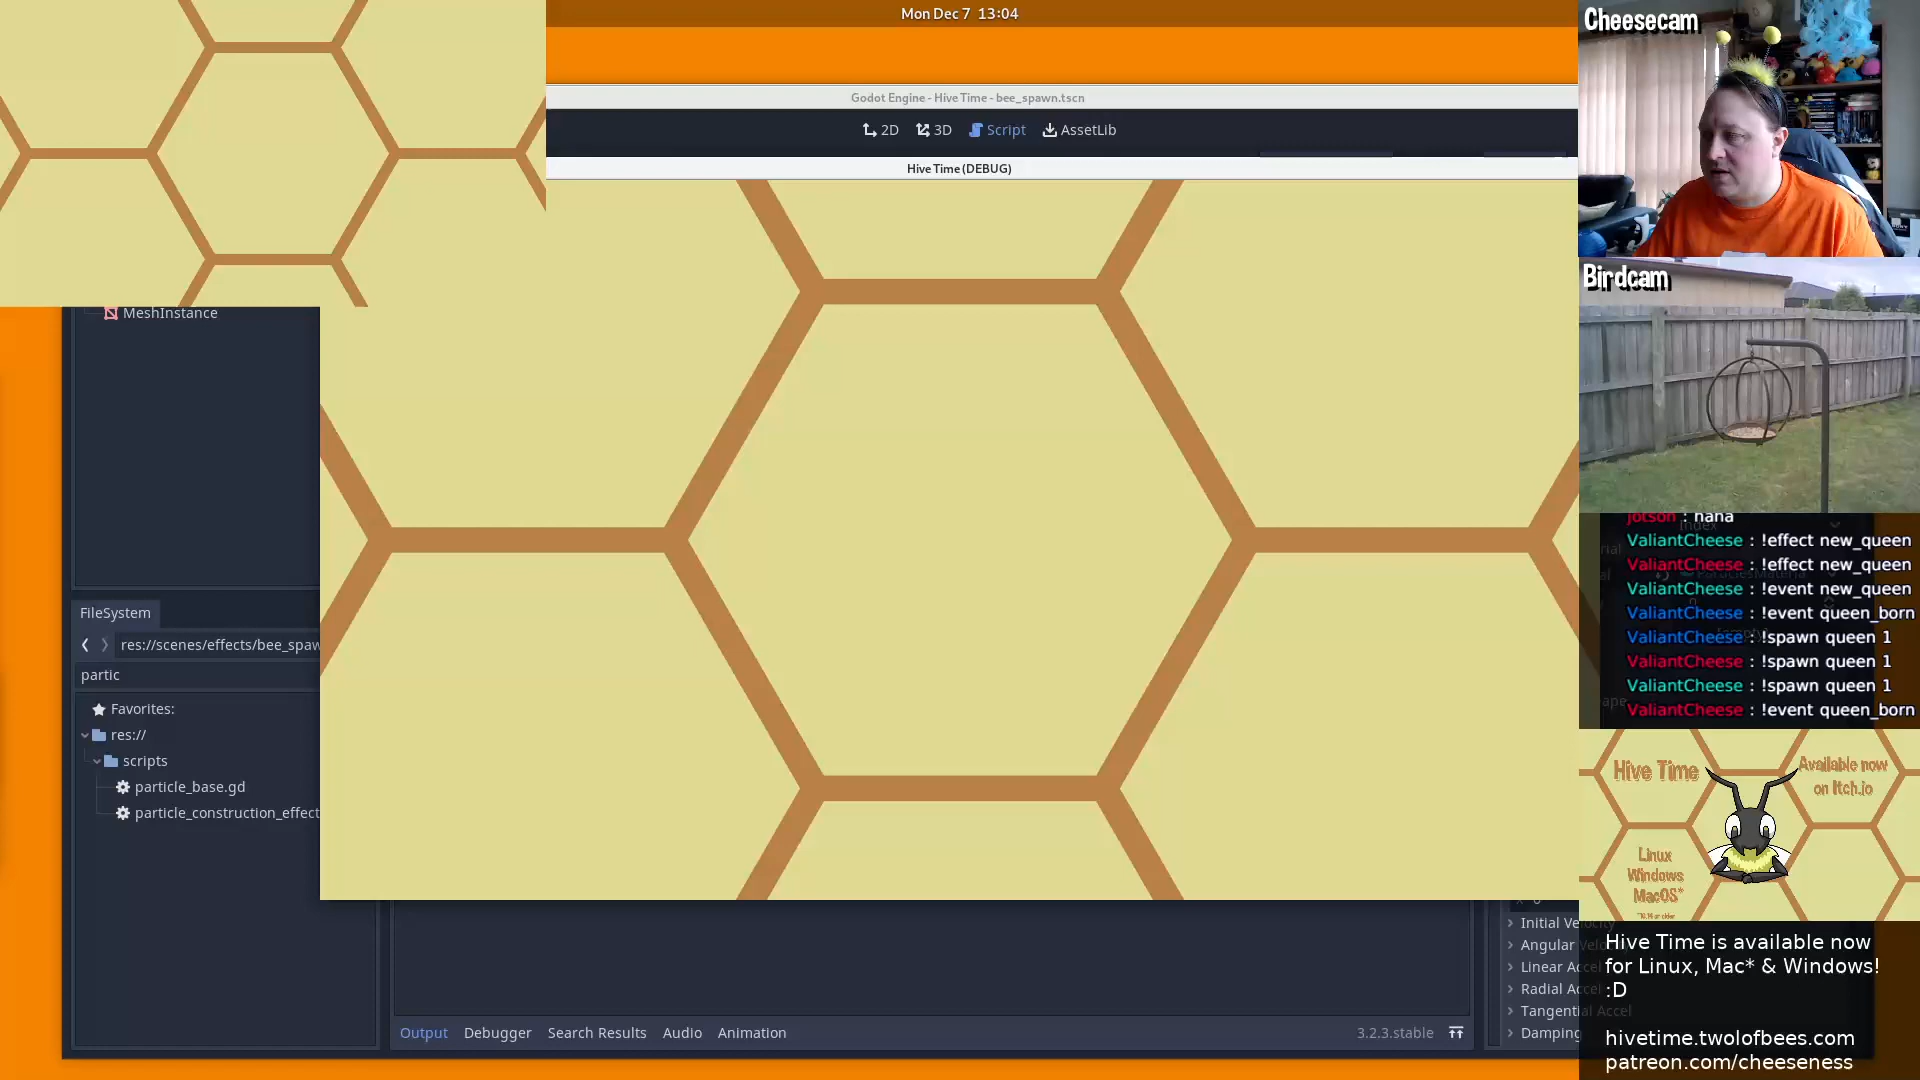 Mon Dec 7 13:04
Cheesecam
Godot Engine - Hive Time - bee_spawn.tscn
2D
3D
Script
AssetLib
Hive Time (DEBUG)
Birdcam
MeshInstance
jotson : haha
ValiantCheese : !effect new_queen
ValiantCheese : !effect new_queen
ValiantCheese : !event new_queen
ValiantCheese : !event queen_born
ValiantCheese : !spawn queen 1
ValiantCheese : !spawn queen 1
ValiantCheese : !spawn queen 1
ValiantCheese : !event queen_born
FileSystem
res://scenes/effects/bee_spaw
partic
Favorites:
res://
scripts
particle_base.gd
particle_construction_effect
Hive Time
Available now
on Itch.io
Linux
Windows
MacOS*
Initial Velocity
Angular Velocity
Linear Accel
Radial Accel
Tangential Accel
Damping
Hive Time is available now
for Linux, Mac* & Windows!
:D
hivetime.twolofbees.com
patreon.com/cheeseness
Output
Debugger
Search Results
Audio
Animation
3.2.3.stable